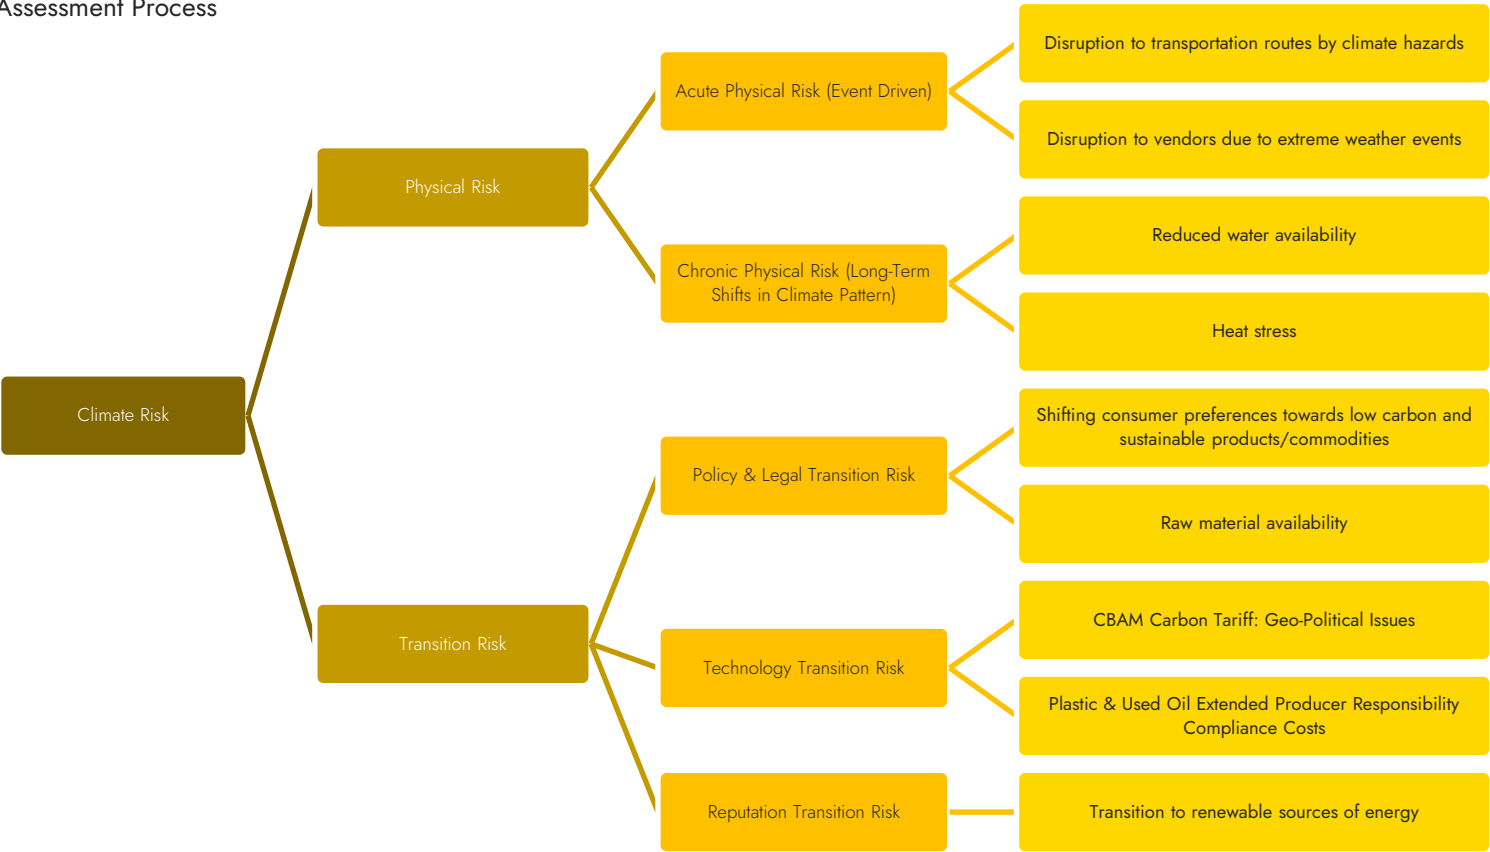 Assessment Process
Climate Risk
Physical Risk
Transition Risk
Acute Physical Risk (Event Driven)
Chronic Physical Risk (Long-Term
Shifts in Climate Pattern)
Policy & Legal Transition Risk
Technology Transition Risk
Reputation Transition Risk
Disruption to transportation routes by climate hazards
Disruption to vendors due to extreme weather events
Reduced water availability
Heat stress
Shifting consumer preferences towards low carbon and
sustainable products/commodities
Raw material availability
CBAM Carbon Tariff: Geo-Political Issues
Plastic & Used Oil Extended Producer Responsibility
Compliance Costs
Transition to renewable sources of energy